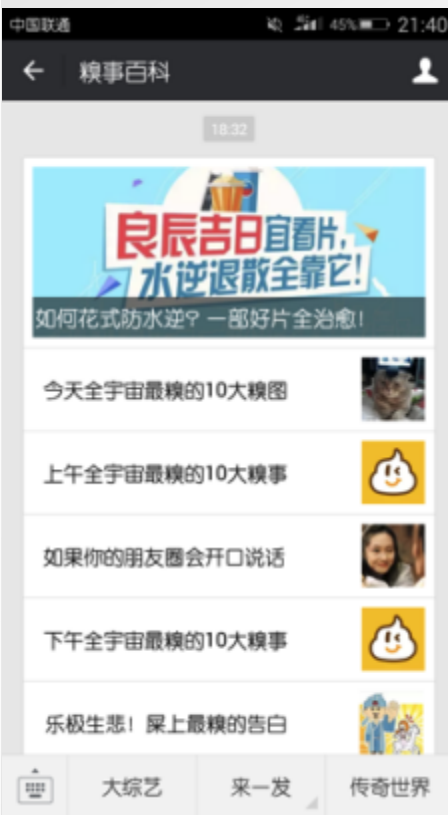 中国联通
45%
21:40
糗事百科
18:32
良辰吉日宜看片,
水逆退散全靠它!
如何花式防水逆?一部好片全治愈!
今天全宇宙最糗的10大糗图
上午全宇宙最糗的10大糗事
如果你的朋友圈会开口说话
下午全宇宙最糗的10大糗事
乐极生悲!屎上最糗的告白
大综艺
来一发
传奇世界